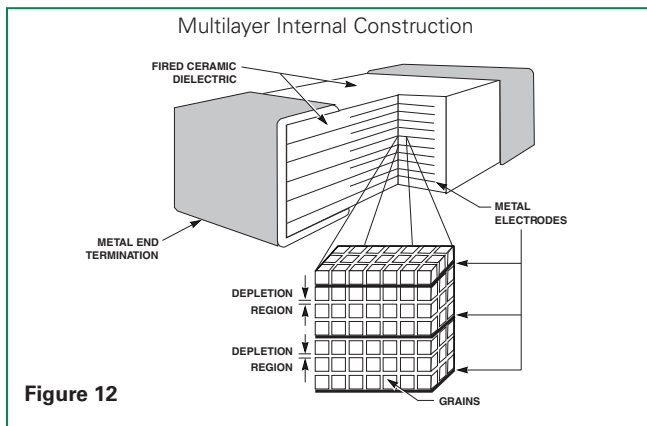 Multilayer Internal Construction
FIRED CERAMIC
DIELECTRIC
METAL
ELECTRODES
METAL END
TERMINATION
DEPLETION
REGION
DEPLETION
REGION
GRAINS
Figure 12